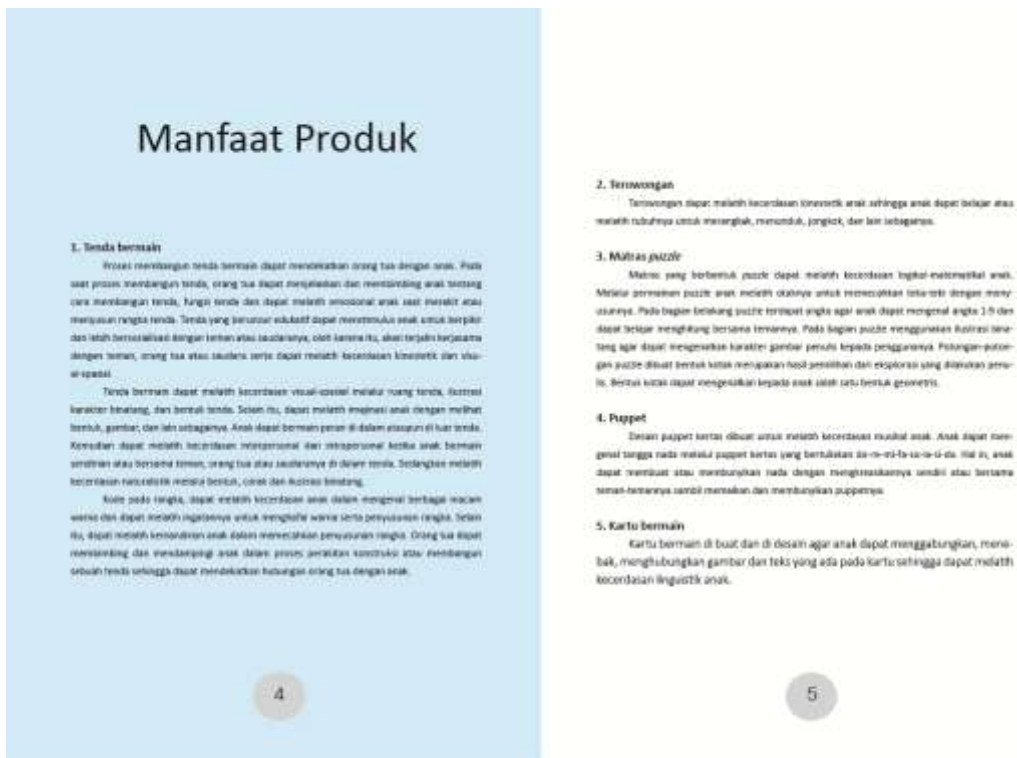 Manfaat Produk
1. Tenda bermain
Proses membangun tenda bermain dapat mendekatkan orang tua dengan anak. Pada
saat proses membangun tenda, orang tua dapat menjelaskan dan membimbing anak tentang
cara membangun tenda, fungsi tenda dan dapat melatih emosional anak saat merakit atau
menyusun rangka tenda. Tenda yang berunsur edukatif dapat menstimulus anak untuk berpikir
dan lebih bersosialisasi dengan teman atau saudaranya, oleh karena itu, akan terjalin kerjasama
dengen teman, orang tua atau saudara serta dapat melatih kecerdasan kinestetik dan visu-
al-spasial.
Tenda bermain dapat melatih kecerdasan visual-spasial melalui ruang tenda, ilustrasi
karakter binatang, dan bentuk tenda. Selain itu, dapat melatih imajinasi anak dengan melihat
bentuk, gambar, dan lain sebagainya. Anak dapat bermain peran di dalam ataupun di luar tenda.
Kemudian dapat melatih kecerdasan interpersonal dan intrapersonal ketika anak bermain
sendirian atau bersama teman, orang tua atau saudaranya di dalam tenda. Sedangkan melatih
kecerdasan naturalistik melalui bentuk, corak dan ilustrasi binatang.
Kode pada rangka, dapat melatih kecerdasan anak dalam mengenal berbagai macam
warna dan dapat melatih ingatannya untuk menghafal warna serta penyusunan rangka. Selain
itu, dapat melatih kemandirian anak dalam memecahkan penyusunan rangka. Orang tua dapat
membimbing dan mendampingi anak dalam proses perakitan konstruksi atau membangun
sebuah tenda sehingga dapat mendekatkan hubungan orang tua dengan anak.
4
2. Terowongan
Terowongan dapat melatih kecerdasan kinestetik anak sehingga anak dapat belajar atau
melatih tubuhnya untuk merangkak, menunduk, jongkok, dan lain sebagainya.
3. Matras puzzle
Matras yang berbentuk puzzle dapat melatih kecerdasan logikal-matematikal anak.
Melalui permainan puzzle anak melatih otaknya untuk memecahkan teka-teki dengan meny-
usunnya. Pada bagian belakang puzzle terdapat angka agar anak dapat mengenal angka 1-9 dan
dapat belajar menghitung bersama temannya. Pada bagian puzzle menggunakan ilustrasi bina-
tang agar dapat mengenalkan karakter gambar penulis kepada penggunanya. Potongan-poton-
gan puzzle dibuat bentuk kotak merupakan hasil pemilihan dari eksplorasi yang dilakukan penu-
lis. Bentuk kotak dapat mengenalkan kepada anak salah satu bentuk geometris.
4. Puppet
Desain puppet kertas dibuat untuk melatih kecerdasan musikal anak. Anak dapat men-
genal tangga nada melalui puppet kertas yang bertuliskan do-re-mi-fa-so-la-si-do. Hal in, anak
dapat membuat atau membunyikan nada dengan mengkreasikannya sendiri atau bersama
teman-temannya sambil memaikan dan membunyikan puppetnya.
5. Kartu bermain
Kartu bermain di buat dan di desain agar anak dapat menggabungkan, mene-
bak, menghubungkan gambar dan teks yang ada pada kartu sehingga dapat melatih
kecerdasan linguistik anak.
5